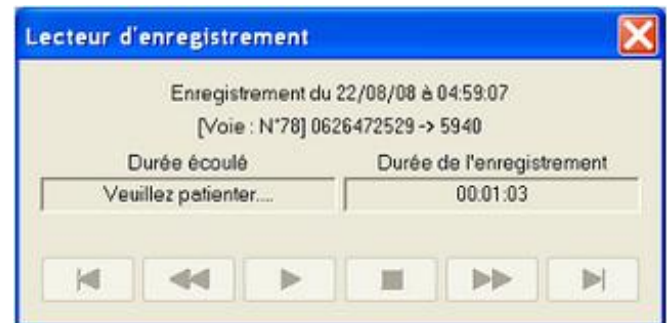 Lecteur d'enregistrement
Enregistrement du 22/08/08 à 04:59:07
[Voie : N°78] 0626472529 -> 5940
Durée écoulé
Durée de l'enregistrement
Veuillez patienter....
00:01:03